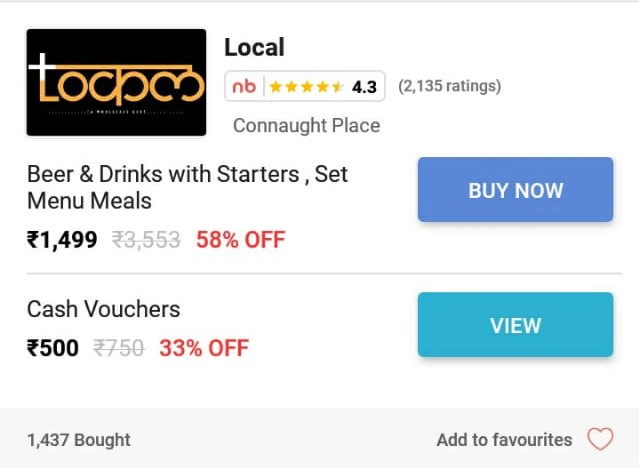 Local
nb 4.3 (2,135 ratings)
Connaught Place
Beer & Drinks with Starters , Set
Menu Meals
BUY NOW
₹1,499 ₹3,553 58% OFF
Cash Vouchers
VIEW
₹500 ₹750 33% OFF
1,437 Bought
Add to favourites